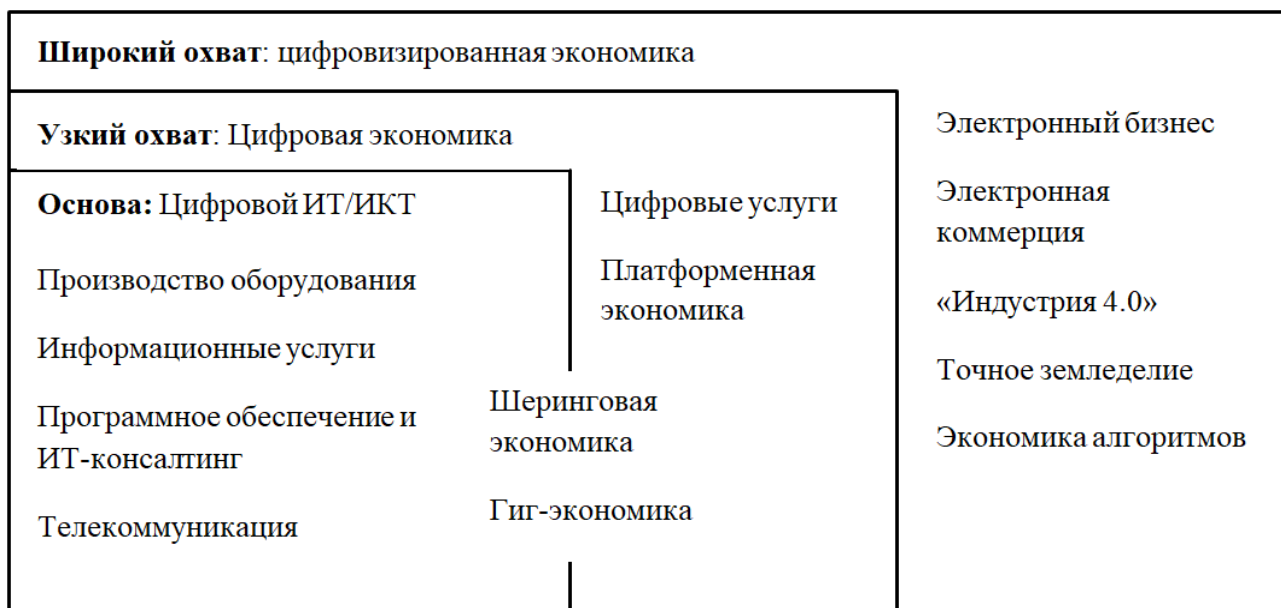 Широкий охват: цифровизированная экономика
Узкий охват: Цифровая экономика
Основа: Цифровой ИТ/ИКТ
Производство оборудования
Информационные услуги
Программное обеспечение и
ИТ-консалтинг
Телекоммуникация
Цифровые услуги
Платформенная
экономика
Шеринговая
экономика
Гиг-экономика
Электронный бизнес
Электронная
коммерция
«Индустрия 4.0»
Точное земледелие
Экономика алгоритмов